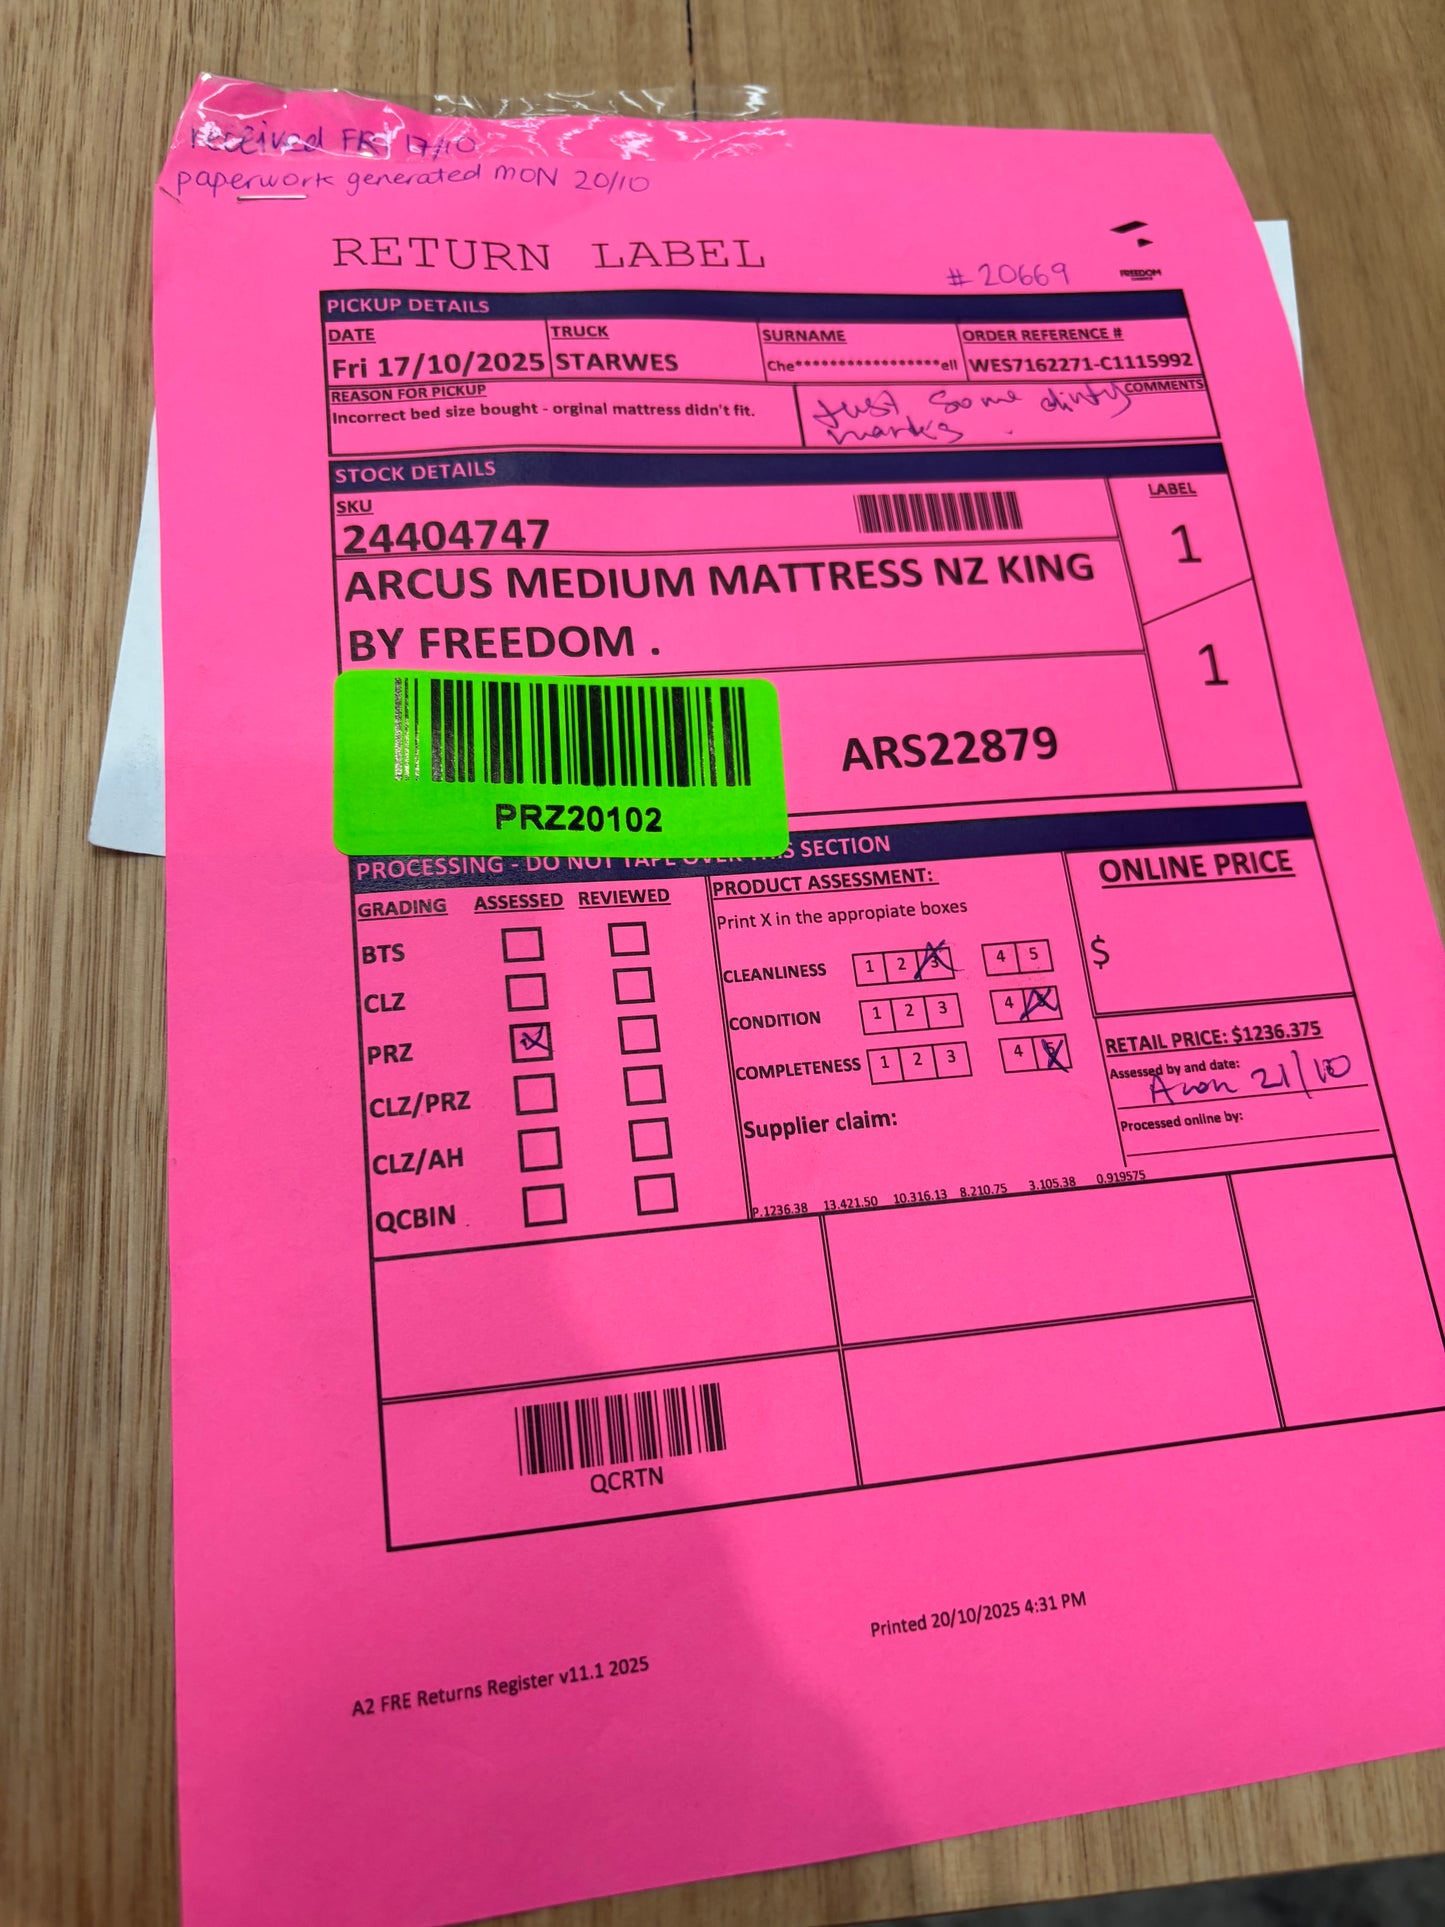 received FRI 17/10
paperwork generated MON 20/10
RETURN LABEL
# 20669
FREEDOM
PICKUP DETAILS
DATE TRUCK SURNAME ORDER REFERENCE #
Fri 17/10/2025 STARWES Che*****************ell WES7162271-C1115992
REASON FOR PICKUP COMMENTS
Incorrect bed size bought - orginal mattress didn't fit.
Just some dirty
marks.
STOCK DETAILS
SKU LABEL
24404747
1
ARCUS MEDIUM MATTRESS NZ KING
BY FREEDOM .
1
ARS22879
PRZ20102
PROCESSING - DO NOT TAPE OVER THIS SECTION
GRADING ASSESSED REVIEWED
BTS
CLZ
PRZ X
CLZ/PRZ
CLZ/AH
QCBIN
PRODUCT ASSESSMENT:
Print X in the appropiate boxes
CLEANLINESS 1 2 3 4 5
CONDITION 1 2 3 4 5
COMPLETENESS 1 2 3 4 5
Supplier claim:
P.1236.38 13.421.50 10.316.13 8.210.75 3.105.38 0.919575
ONLINE PRICE
$
RETAIL PRICE: $1236.375
Assessed by and date:
21/10
Processed online by:
QCRTN
Printed 20/10/2025 4:31 PM
A2 FRE Returns Register v11.1 2025